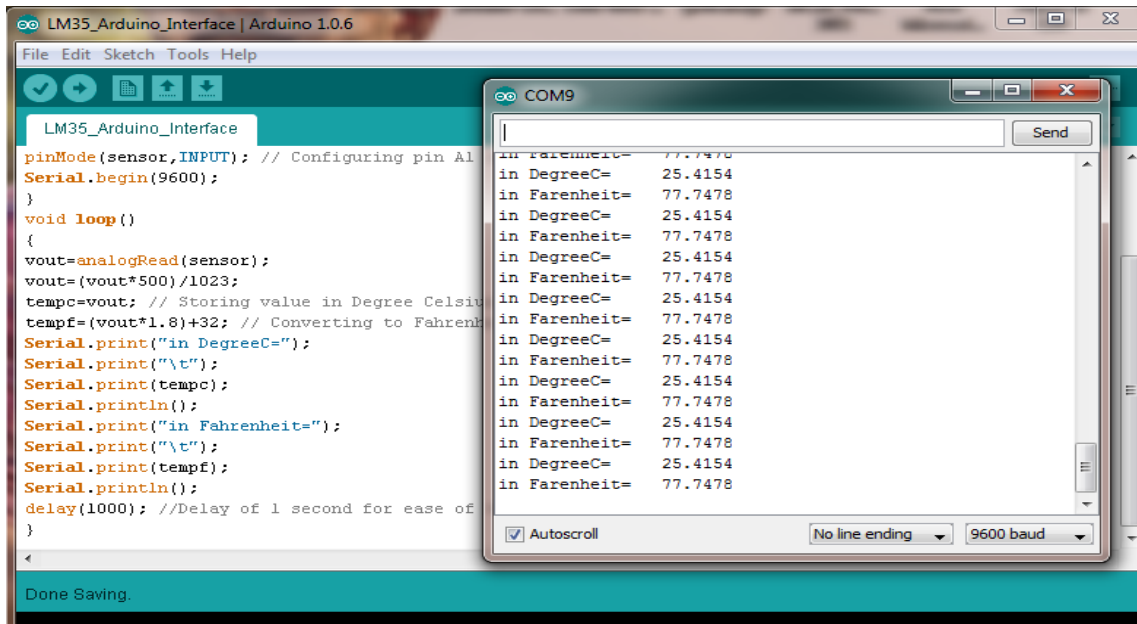 LM35_Arduino_Interface | Arduino 1.0.6
File Edit Sketch Tools Help
LM35_Arduino_Interface
pinMode(sensor,INPUT); // Configuring pin A1
Serial.begin(9600);
}
void loop()
{
vout=analogRead(sensor);
vout=(vout*500)/1023;
tempc=vout; // Storing value in Degree Celsiu
tempf=(vout*1.8)+32; // Converting to Fahrenh
Serial.print("in DegreeC=");
Serial.print("\t");
Serial.print(tempc);
Serial.println();
Serial.print("in Fahrenheit=");
Serial.print("\t");
Serial.print(tempf);
Serial.println();
delay(1000); //Delay of 1 second for ease of
}
Done Saving.
COM9
Send
in Farenheit= 77.7478
in DegreeC= 25.4154
in Farenheit= 77.7478
in DegreeC= 25.4154
in Farenheit= 77.7478
in DegreeC= 25.4154
in Farenheit= 77.7478
in DegreeC= 25.4154
in Farenheit= 77.7478
in DegreeC= 25.4154
in Farenheit= 77.7478
in DegreeC= 25.4154
in Farenheit= 77.7478
in DegreeC= 25.4154
in Farenheit= 77.7478
in DegreeC= 25.4154
in Farenheit= 77.7478
Autoscroll
No line ending
9600 baud